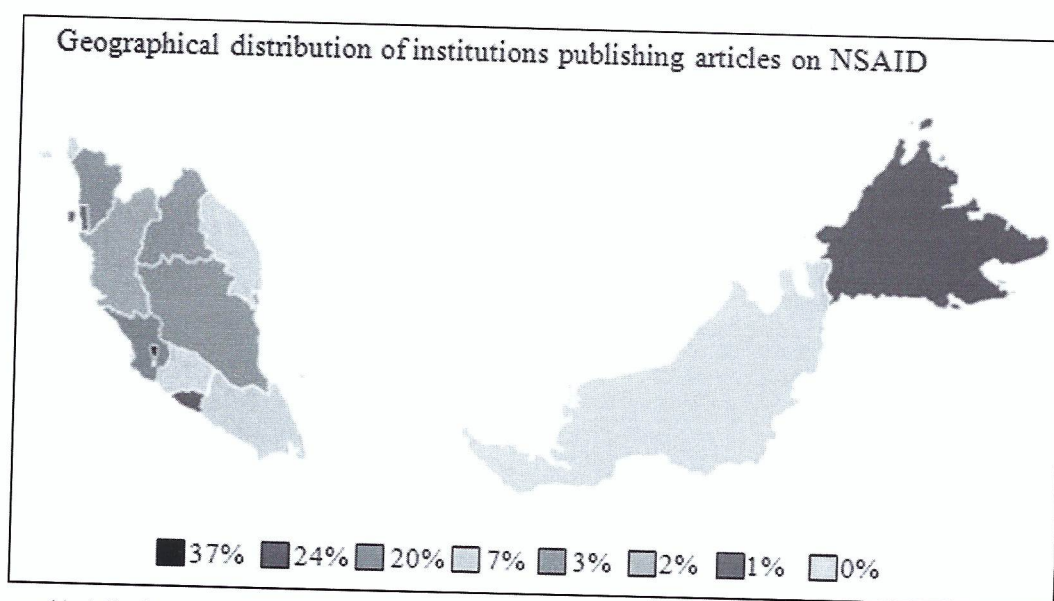 Geographical distribution of institutions publishing articles on NSAID
37% 24% 20% 7% 3% 2% 1% 0%